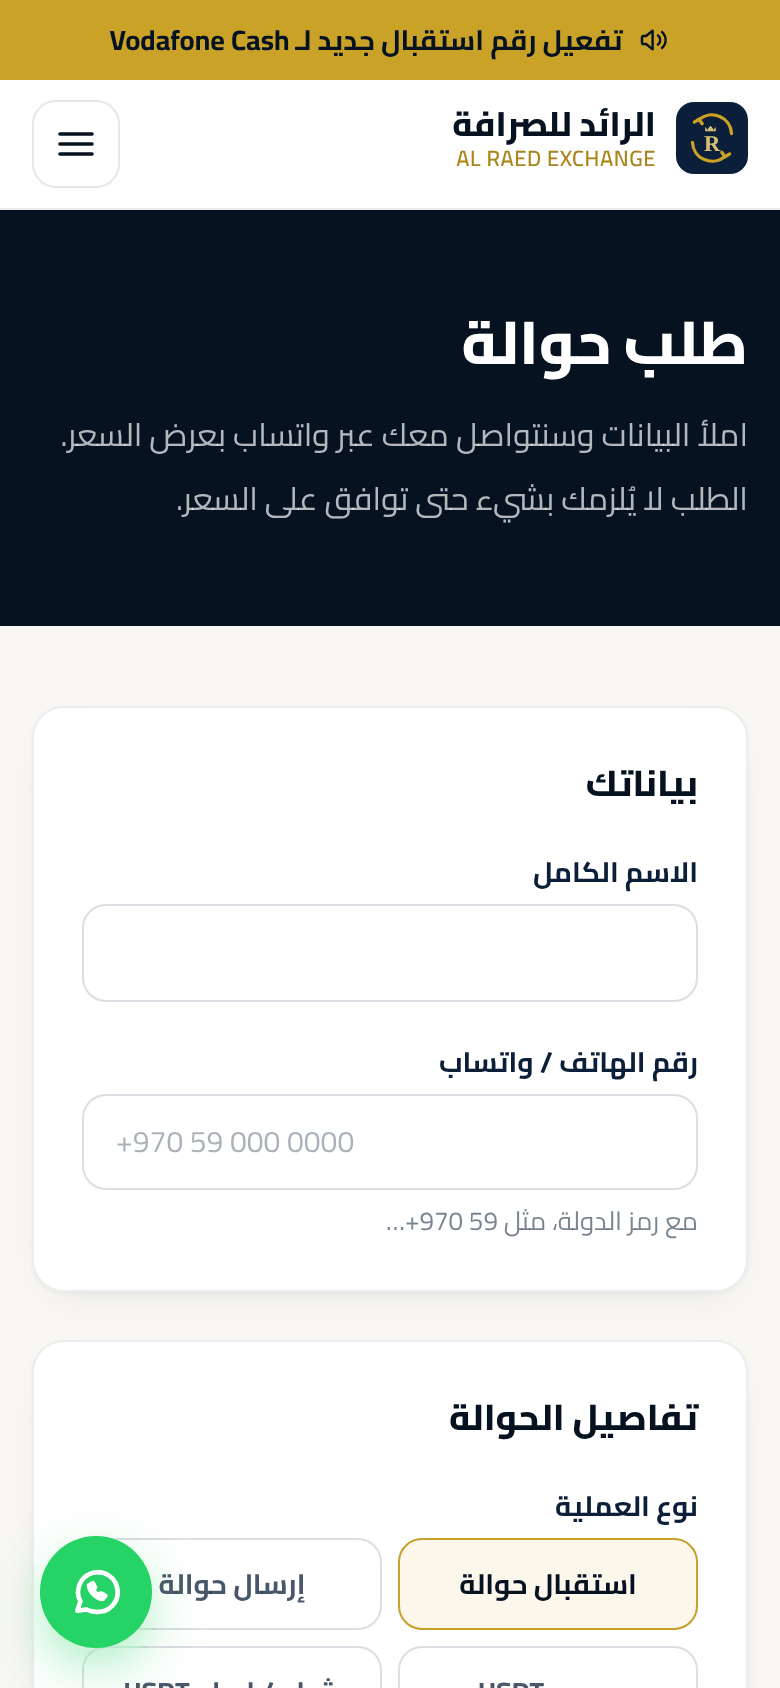 تفعيل رقم استقبال جديد لـ Vodafone Cash
الرائد للصرافة
AL RAED EXCHANGE
R
طلب حوالة
املأ البيانات وسنتواصل معك عبر واتساب بعرض السعر.
الطلب لا يُلزمك بشيء حتى توافق على السعر.
بياناتك
الاسم الكامل
رقم الهاتف / واتساب
+970 59 000 0000
مع رمز الدولة، مثل 59 970+…
تفاصيل الحوالة
نوع العملية
استقبال حوالة
إرسال حوالة